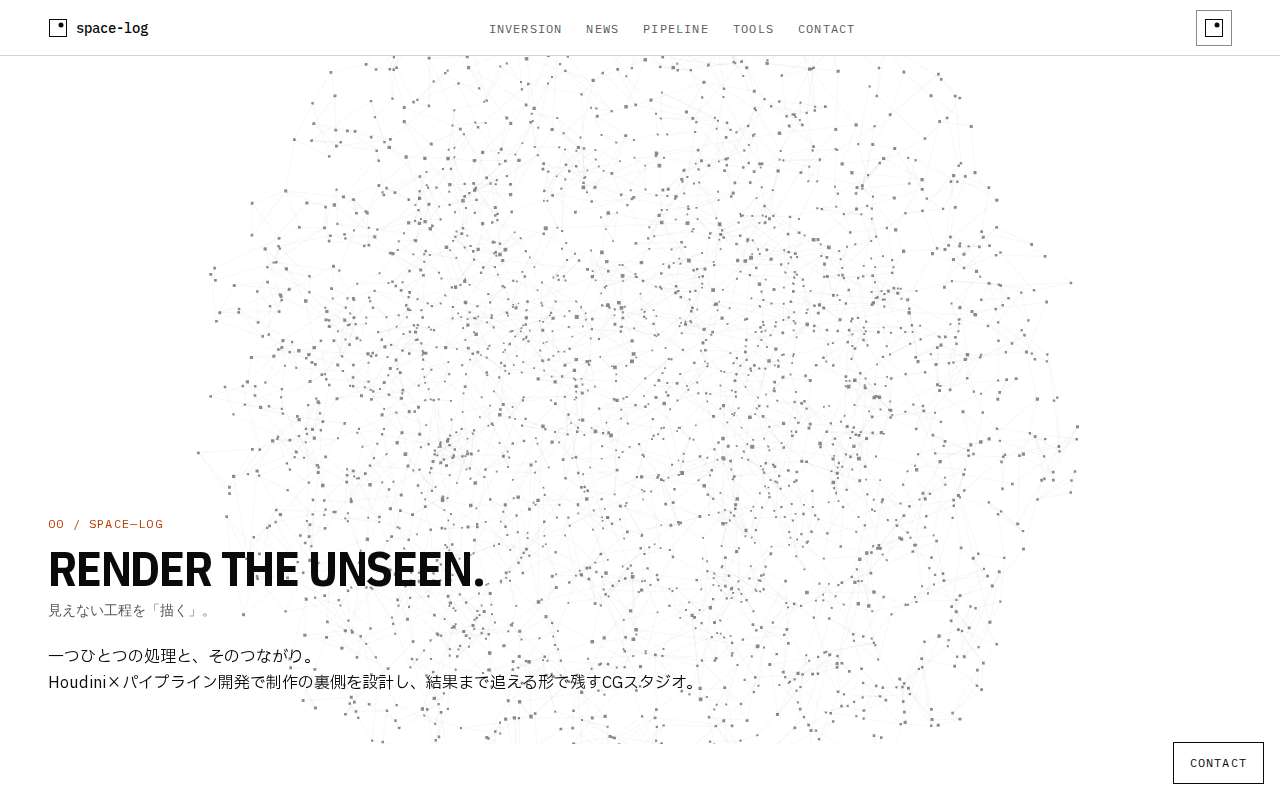 space-log
INVERSION
NEWS
PIPELINE
TOOLS
CONTACT
00 / SPACE—LOG
RENDER THE UNSEEN.
見えない工程を「描く」。
一つひとつの処理と、そのつながり。
Houdini×パイプライン開発で制作の裏側を設計し、結果まで追える形で残すCGスタジオ。
CONTACT